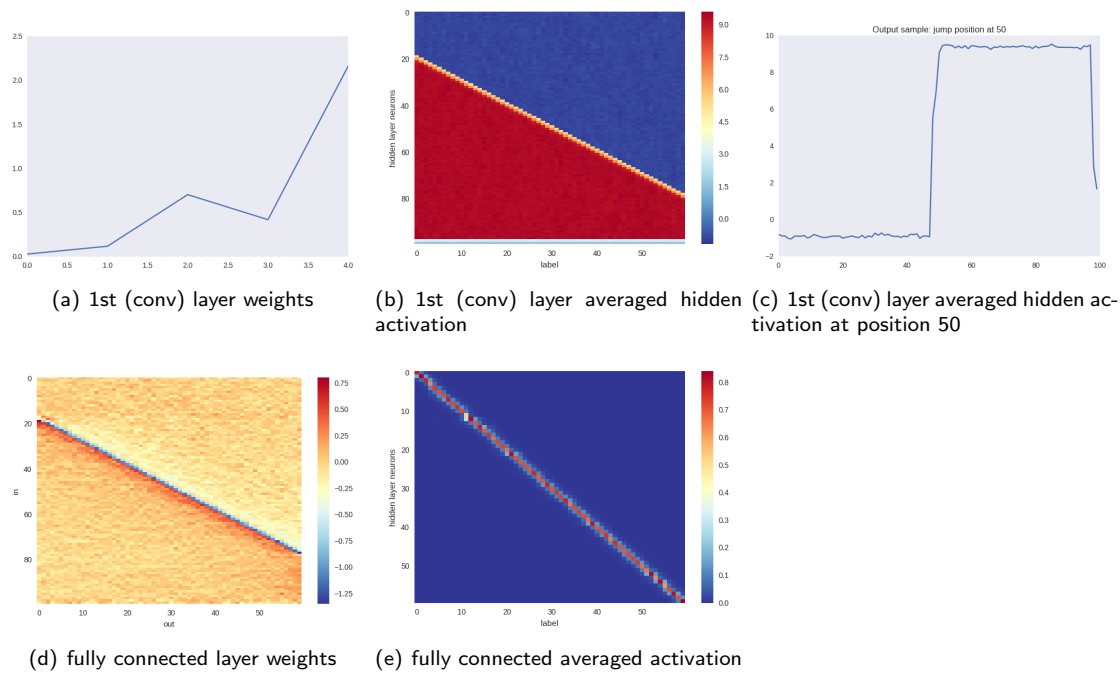 2.5
2.0
1.5
1.0
0.5
0.0
0.0 0.5 1.0 1.5 2.0 2.5 3.0 3.5 4.0
(a) 1st (conv) layer weights
0
20
40
60
80
hidden layer neurons
0 10 20 30 40 50
label
9.0
7.5
6.0
4.5
3.0
1.5
0.0
(b) 1st (conv) layer averaged hidden
activation
Output sample: jump position at 50
10
8
6
4
2
0
−2
0 20 40 60 80 100
(c) 1st (conv) layer averaged hidden ac-
tivation at position 50
0
20
40
60
80
in
0 10 20 30 40 50
out
0.75
0.50
0.25
0.00
−0.25
−0.50
−0.75
−1.00
−1.25
(d) fully connected layer weights
0
10
20
30
40
50
hidden layer neurons
0 10 20 30 40 50
label
0.8
0.7
0.6
0.5
0.4
0.3
0.2
0.1
0.0
(e) fully connected averaged activation